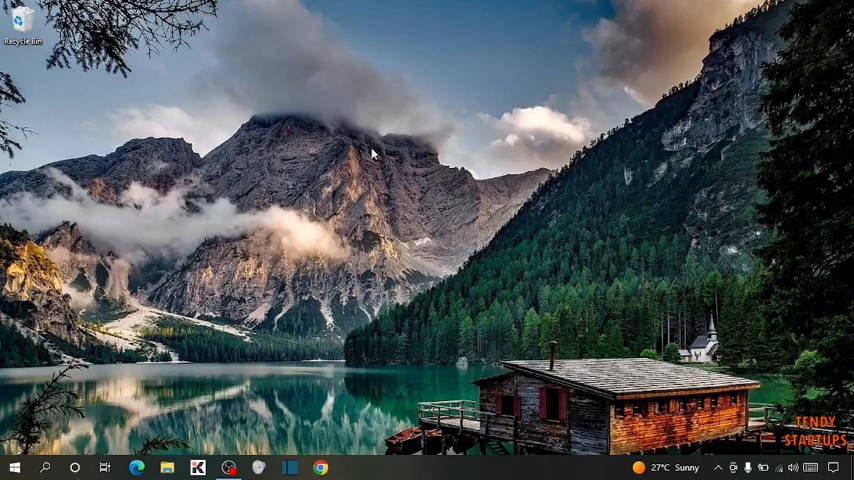 Recycle Bin
TENDY
STARTUPS
K
27°C Sunny